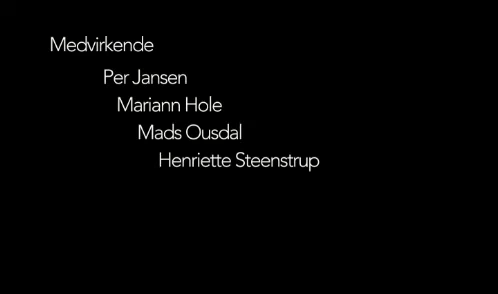 Medvirkende
Per Jansen
Mariann Hole
Mads Ousdal
Henriette Steenstrup